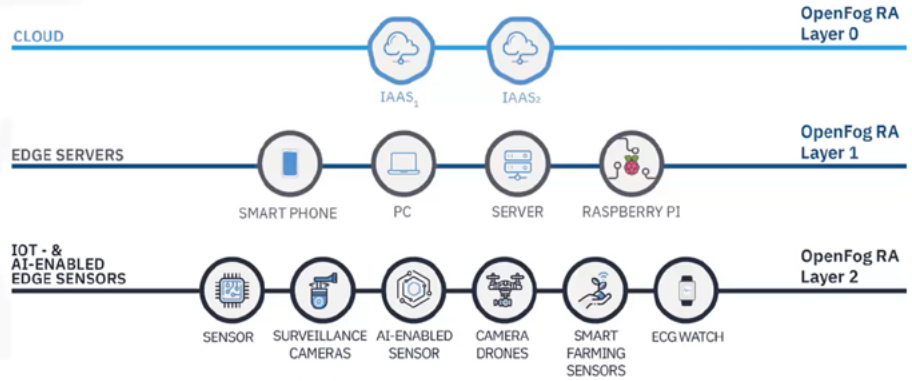 CLOUD
OpenFog RA
Layer 0
IAAS₁
IAAS₂
EDGE SERVERS
OpenFog RA
Layer 1
SMART PHONE
PC
SERVER
RASPBERRY PI
IOT - &
AI-ENABLED
EDGE SENSORS
OpenFog RA
Layer 2
SENSOR
SURVEILLANCE
CAMERAS
AI-ENABLED
SENSOR
CAMERA
DRONES
SMART
FARMING
SENSORS
ECG WATCH